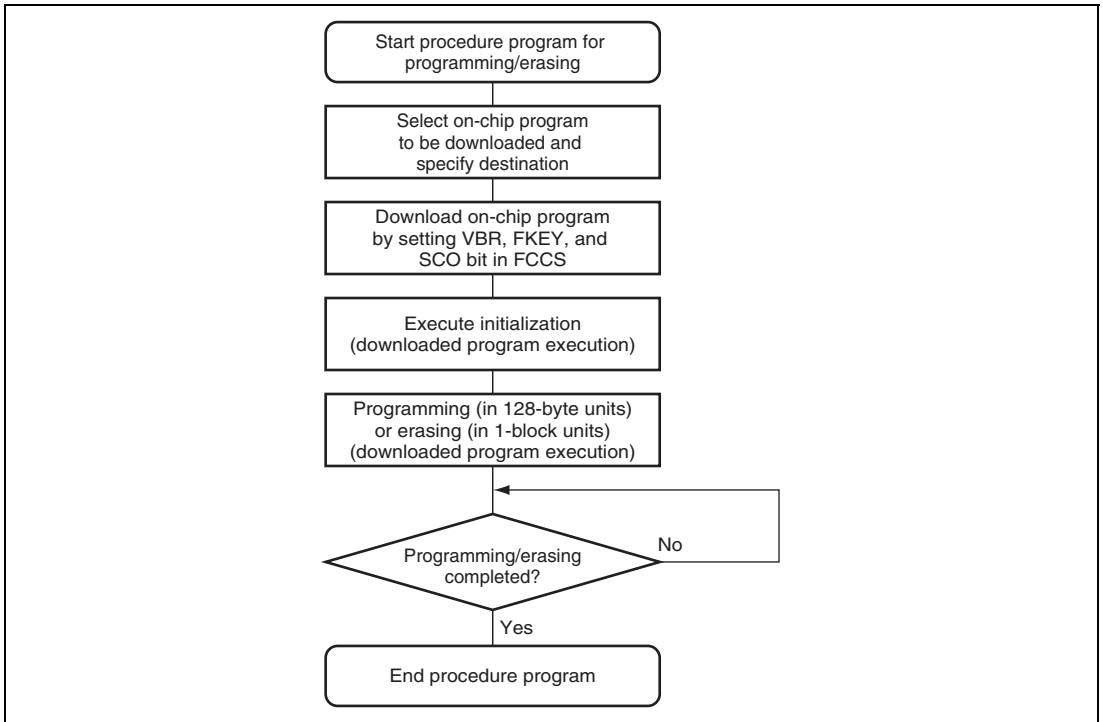 Start procedure program for
programming/erasing
Select on-chip program
to be downloaded and
specify destination
Download on-chip program
by setting VBR, FKEY, and
SCO bit in FCCS
Execute initialization
(downloaded program execution)
Programming (in 128-byte units)
or erasing (in 1-block units)
(downloaded program execution)
Programming/erasing
completed?
No
Yes
End procedure program